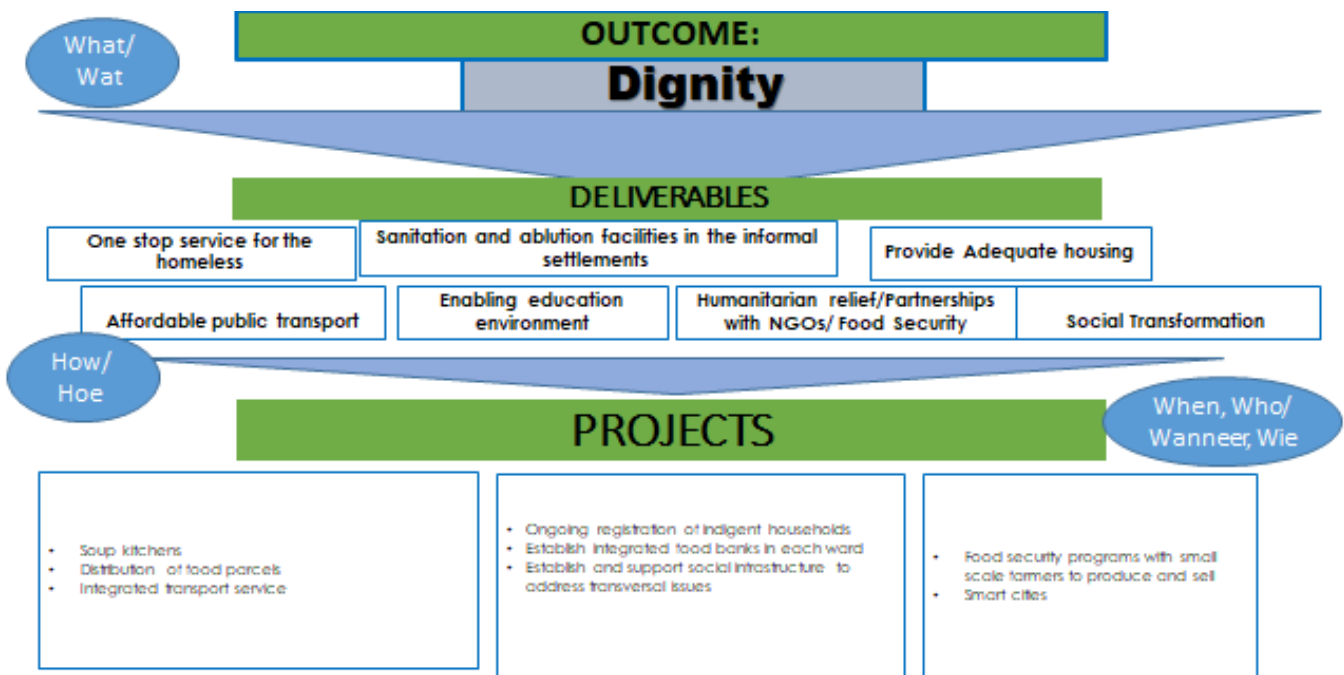 What/
Wat
OUTCOME:
Dignity
DELIVERABLES
One stop service for the
homeless
Sanitation and ablution facilities in the informal
settlements
Provide Adequate housing
Affordable public transport
Enabling education
environment
Humanitarian relief/Partnerships
with NGOs/ Food Security
Social Transformation
How/
Hoe
PROJECTS
When, Who/
Wanneer, Wie
• Soup kitchens
• Distribution of food parcels
• Integrated transport service
• Ongoing registration of indigent households
• Establish integrated food banks in each ward
• Establish and support social infrastructure to
address transversal issues
• Food security programs with small
scale farmers to produce and sell
• Smart cities